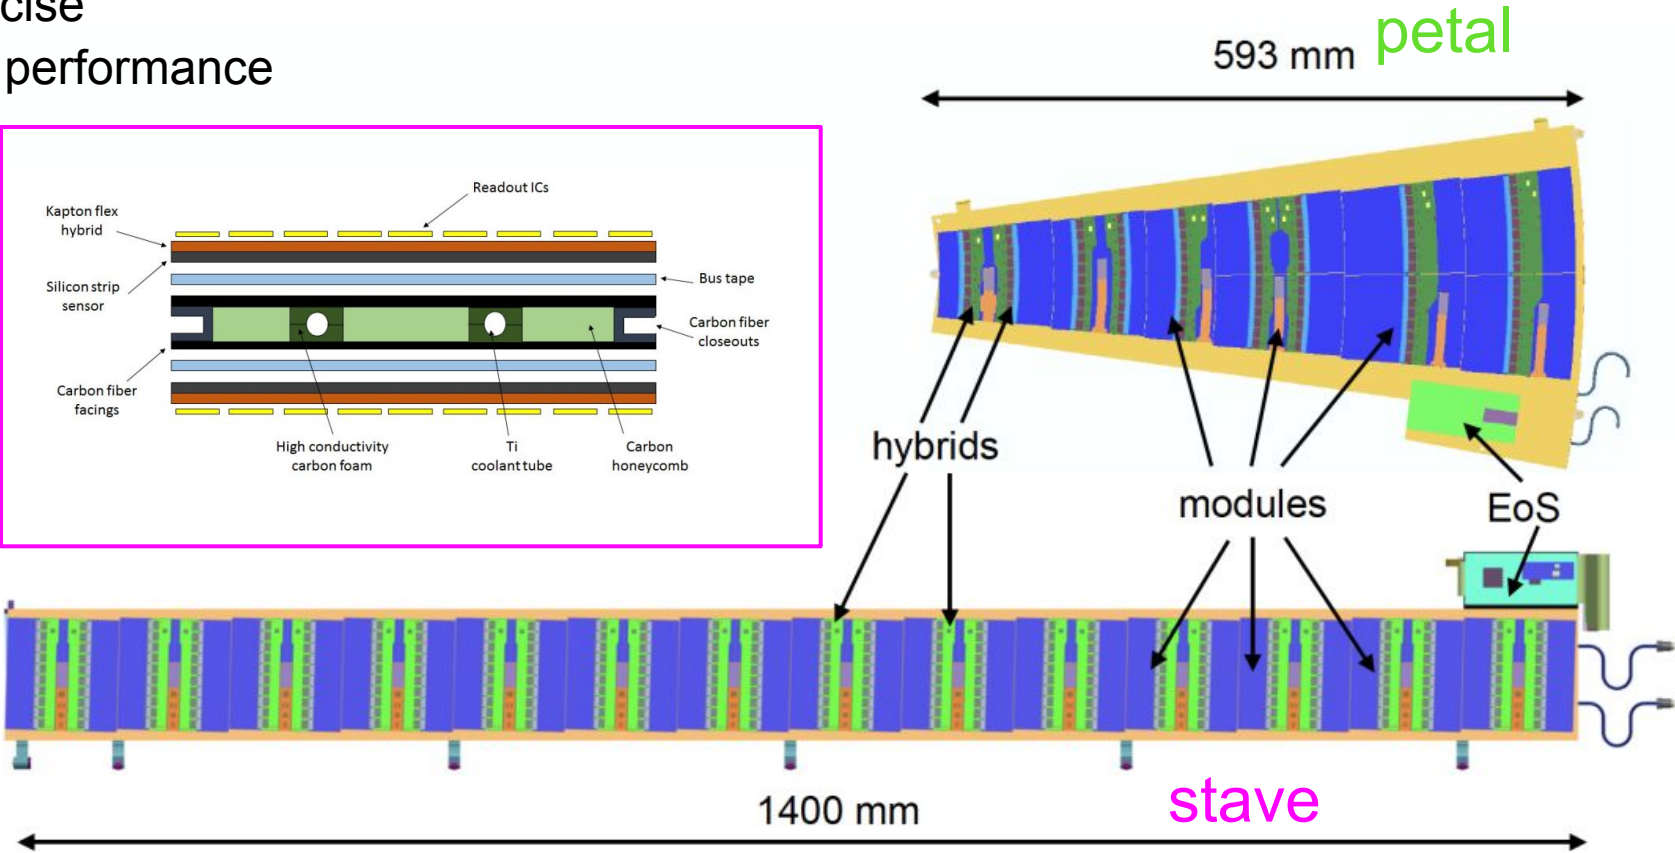 cise
performance
petal
593 mm
Readout ICs
Kapton flex
hybrid
Silicon strip
sensor
Bus tape
Carbon fiber
closeouts
Carbon fiber
facings
High conductivity
carbon foam
Ti
coolant tube
Carbon
honeycomb
hybrids
modules
EoS
1400 mm
stave